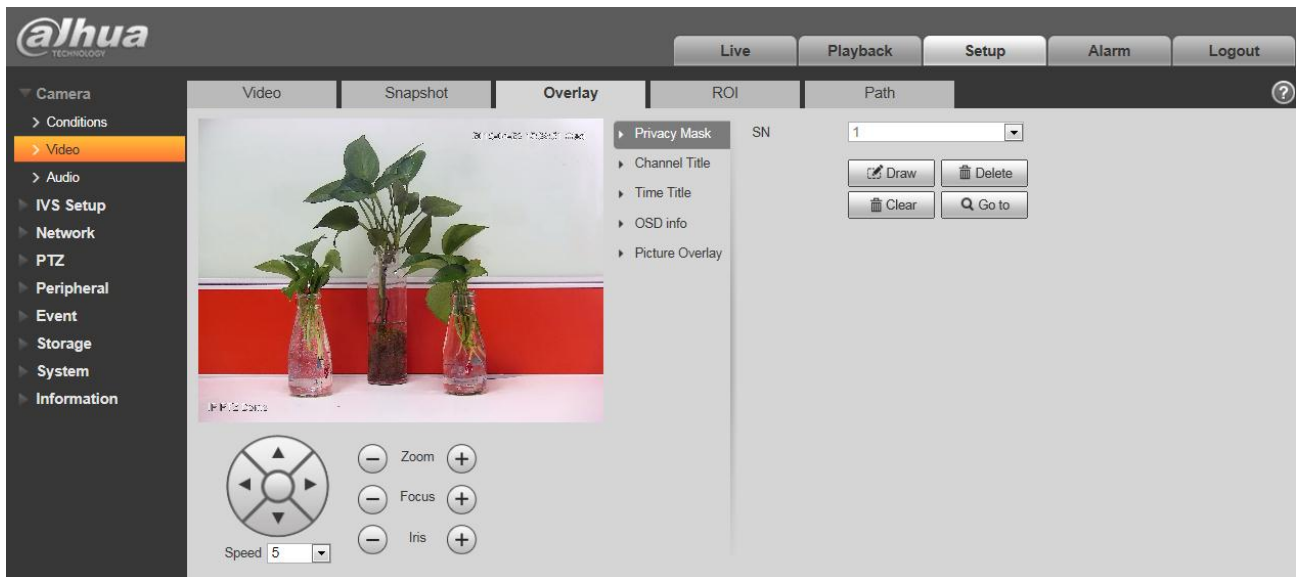 alhua
TECHNOLOGY
Live Playback Setup Alarm Logout
Camera
Conditions
Video
Audio
IVS Setup
Network
PTZ
Peripheral
Event
Storage
System
Information
Video Snapshot Overlay ROI Path
?
Privacy Mask
Channel Title
Time Title
OSD info
Picture Overlay
SN 1
Draw Delete
Clear Go to
Zoom
Focus
Iris
Speed 5